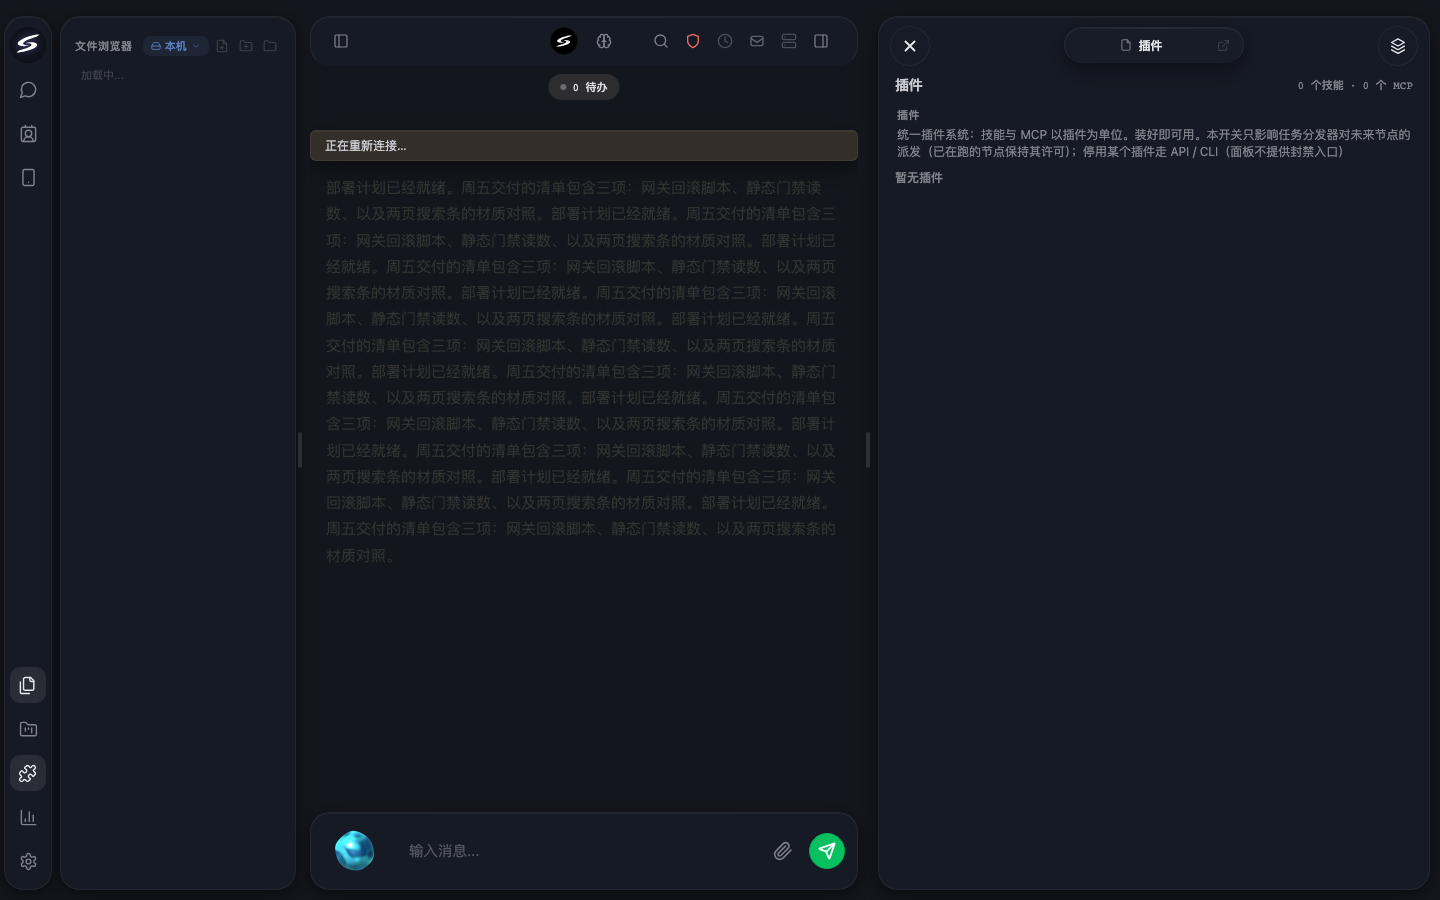 文件浏览器 本机
加载中...
0 待办
正在重新连接...
部署计划已经就绪。周五交付的清单包含三项：网关回滚脚本、静态门禁读
数、以及两页搜索条的材质对照。部署计划已经就绪。周五交付的清单包含三
项：网关回滚脚本、静态门禁读数、以及两页搜索条的材质对照。部署计划已
经就绪。周五交付的清单包含三项：网关回滚脚本、静态门禁读数、以及两页
搜索条的材质对照。部署计划已经就绪。周五交付的清单包含三项：网关回滚
脚本、静态门禁读数、以及两页搜索条的材质对照。部署计划已经就绪。周五
交付的清单包含三项：网关回滚脚本、静态门禁读数、以及两页搜索条的材质
对照。部署计划已经就绪。周五交付的清单包含三项：网关回滚脚本、静态门
禁读数、以及两页搜索条的材质对照。部署计划已经就绪。周五交付的清单包
含三项：网关回滚脚本、静态门禁读数、以及两页搜索条的材质对照。部署计
划已经就绪。周五交付的清单包含三项：网关回滚脚本、静态门禁读数、以及
两页搜索条的材质对照。部署计划已经就绪。周五交付的清单包含三项：网关
回滚脚本、静态门禁读数、以及两页搜索条的材质对照。部署计划已经就绪。
周五交付的清单包含三项：网关回滚脚本、静态门禁读数、以及两页搜索条的
材质对照。
输入消息...
插件
插件 0 个技能 · 0 个 MCP
插件
统一插件系统：技能与 MCP 以插件为单位。装好即可用。本开关只影响任务分发器对未来节点的
派发（已在跑的节点保持其许可）；停用某个插件走 API / CLI（面板不提供封禁入口）
暂无插件